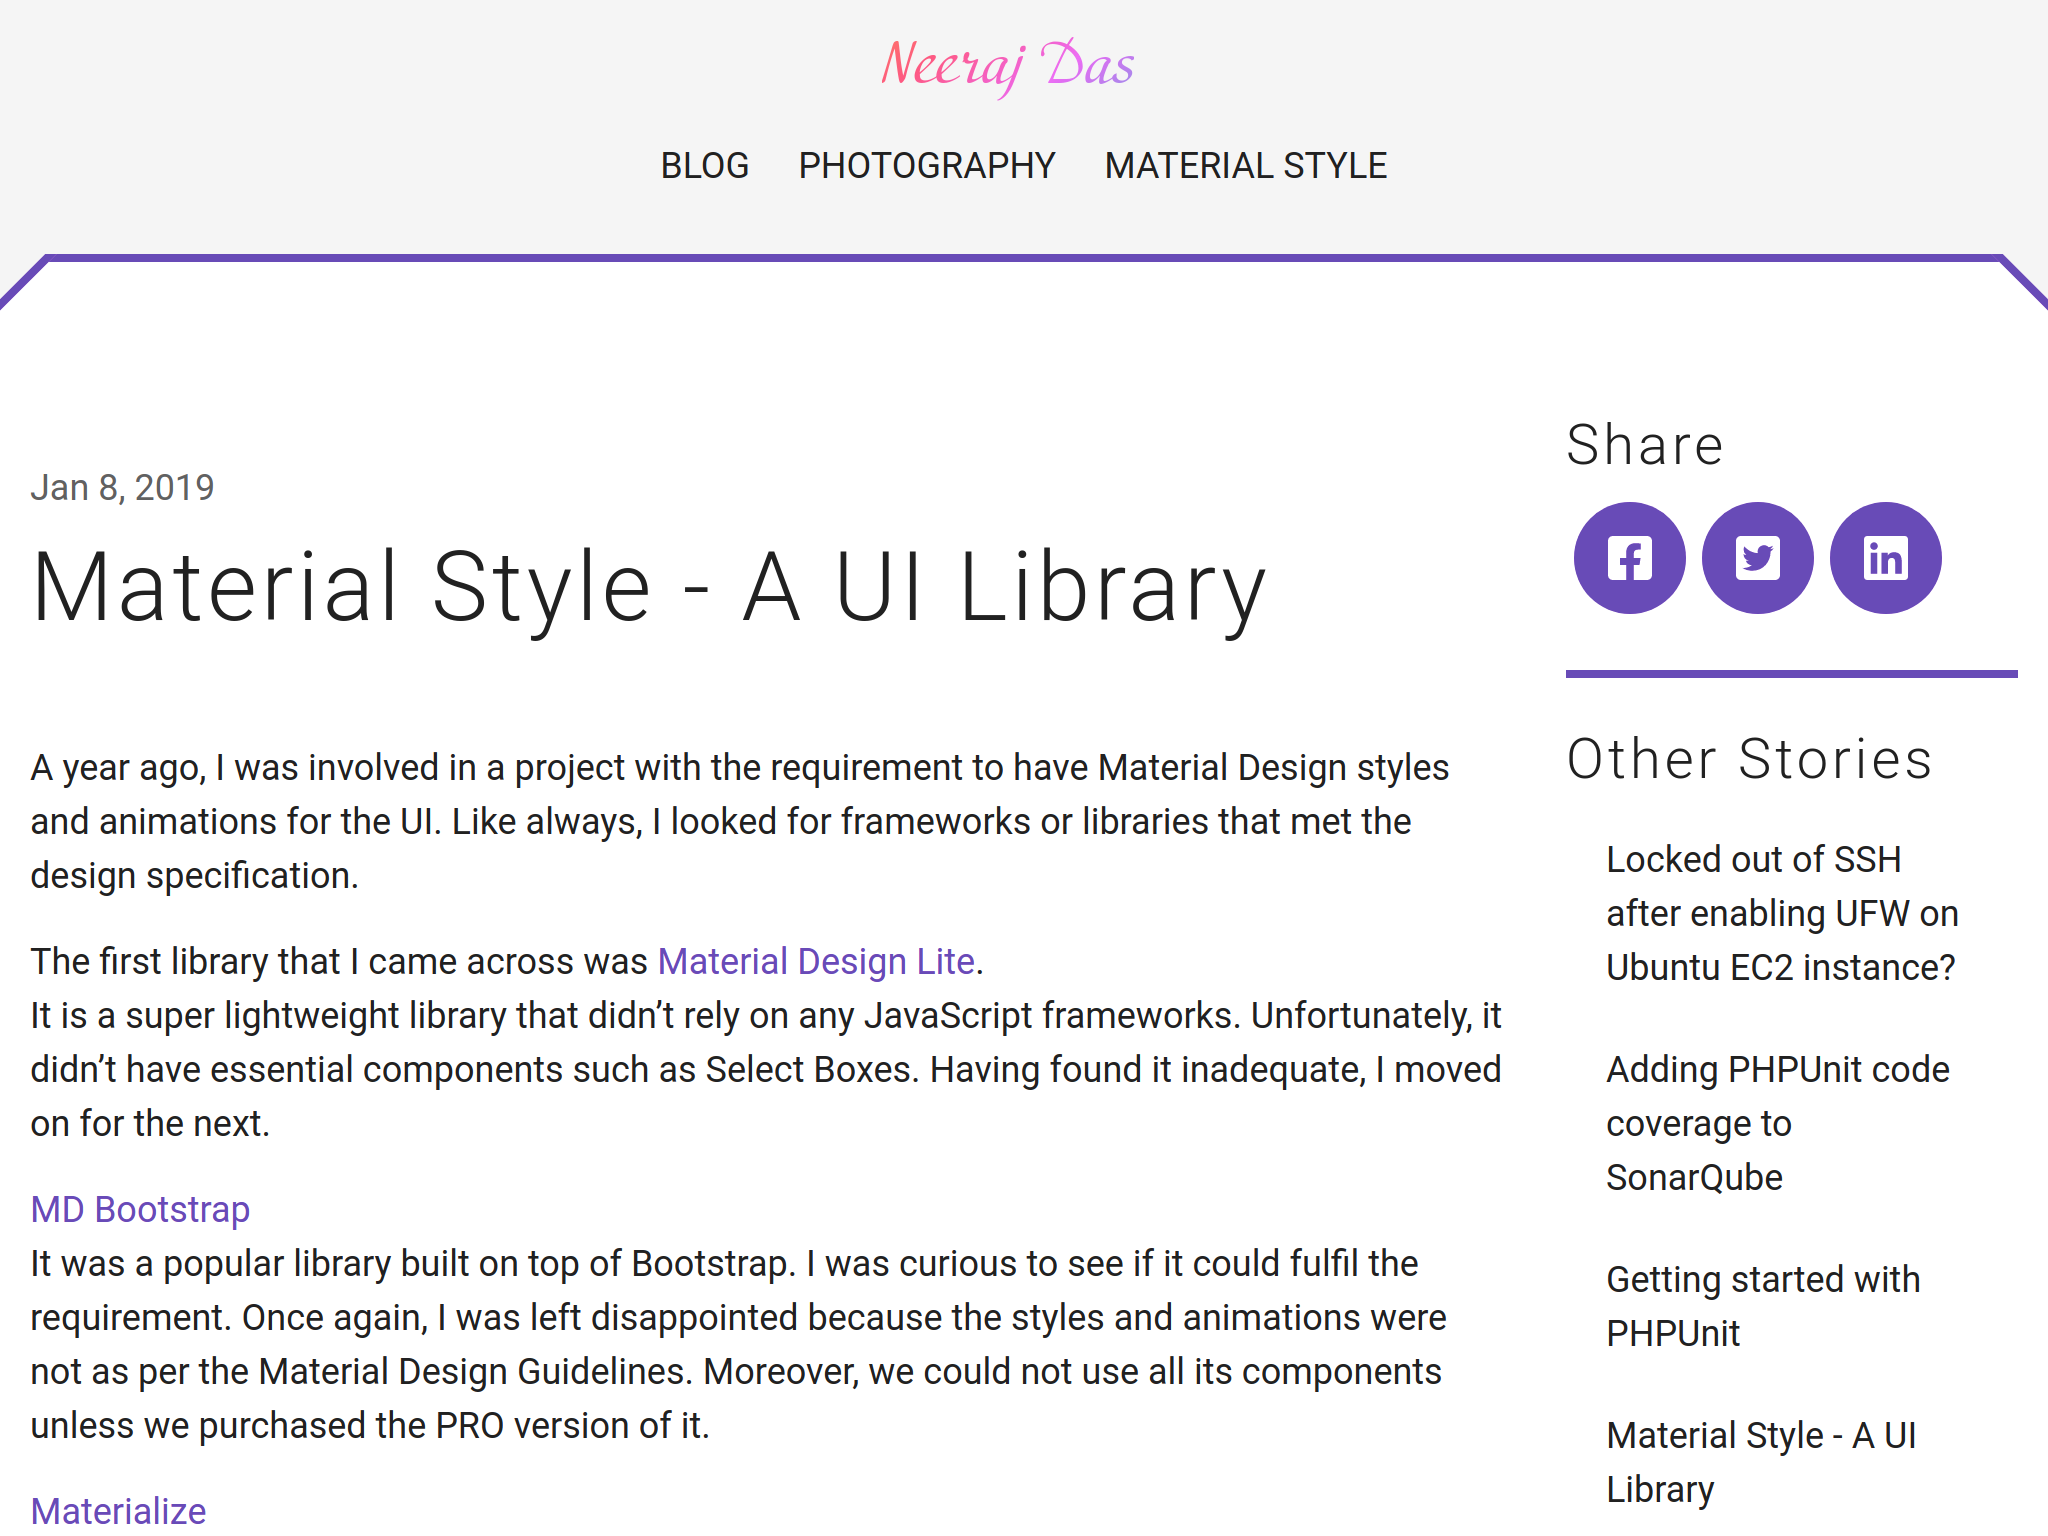 Neeraj Das
BLOG PHOTOGRAPHY MATERIAL STYLE
Jan 8, 2019
Material Style - A UI Library
A year ago, I was involved in a project with the requirement to have Material Design styles
and animations for the UI. Like always, I looked for frameworks or libraries that met the
design specification.
The first library that I came across was Material Design Lite.
It is a super lightweight library that didn’t rely on any JavaScript frameworks. Unfortunately, it
didn’t have essential components such as Select Boxes. Having found it inadequate, I moved
on for the next.
MD Bootstrap
It was a popular library built on top of Bootstrap. I was curious to see if it could fulfil the
requirement. Once again, I was left disappointed because the styles and animations were
not as per the Material Design Guidelines. Moreover, we could not use all its components
unless we purchased the PRO version of it.
Materialize
Share
Other Stories
Locked out of SSH
after enabling UFW on
Ubuntu EC2 instance?
Adding PHPUnit code
coverage to
SonarQube
Getting started with
PHPUnit
Material Style - A UI
Library